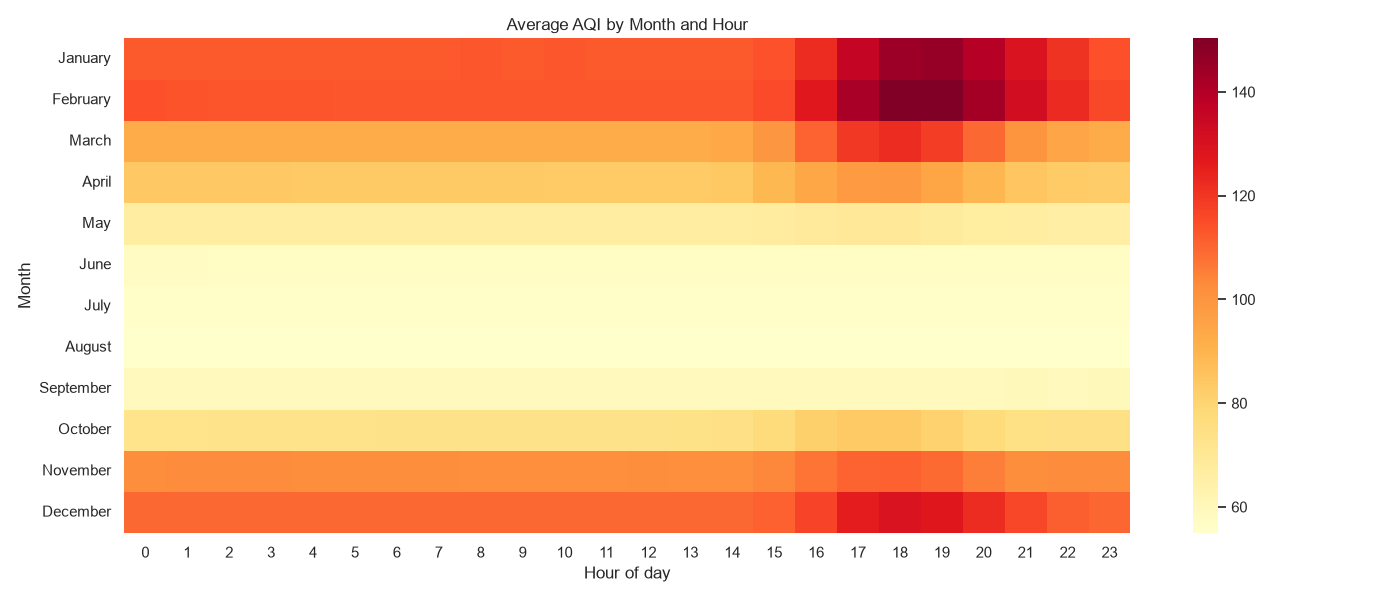 Average AQI by Month and Hour
January
February
March
April
May
June
July
August
September
October
November
December
Month
0 1 2 3 4 5 6 7 8 9 10 11 12 13 14 15 16 17 18 19 20 21 22 23
Hour of day
140
120
100
80
60